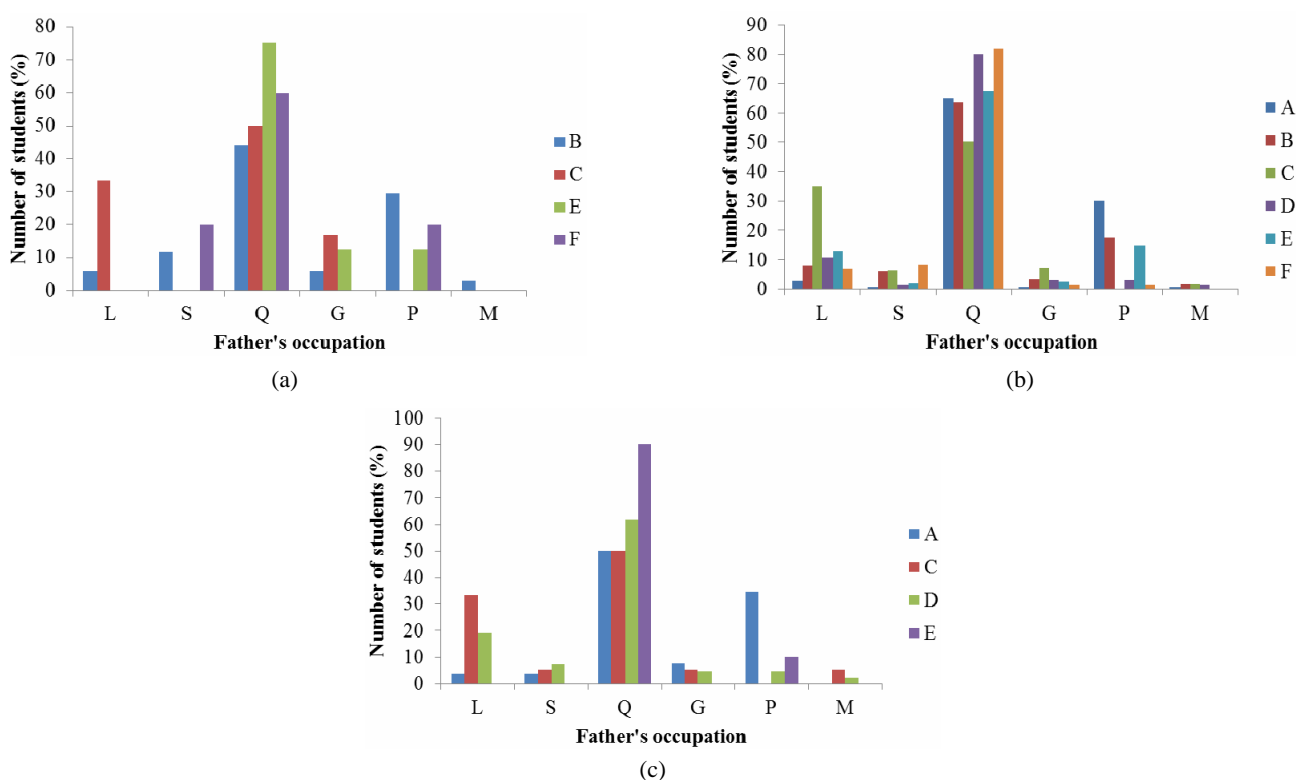 80
70
60
50
40
30
20
10
0
Number of students (%)
L S Q G P M
Father's occupation
B
C
E
F
(a)
90
80
70
60
50
40
30
20
10
0
Number of students (%)
L S Q G P M
Father's occupation
A
B
C
D
E
F
(b)
100
90
80
70
60
50
40
30
20
10
0
Number of students (%)
L S Q G P M
Father's occupation
A
C
D
E
(c)